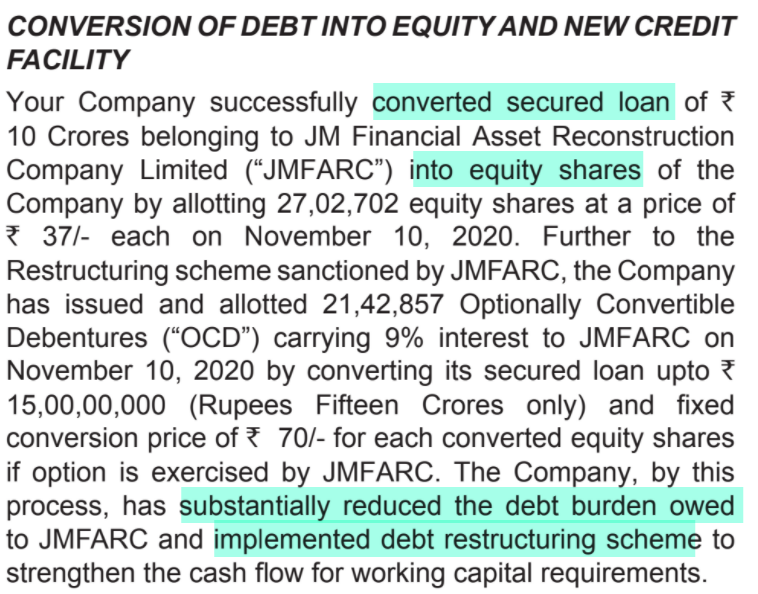 CONVERSION OF DEBT INTO EQUITY AND NEW CREDIT
FACILITY
Your Company successfully converted secured loan of ₹
10 Crores belonging to JM Financial Asset Reconstruction
Company Limited (“JMFARC”) into equity shares of the
Company by allotting 27,02,702 equity shares at a price of
₹ 37/- each on November 10, 2020. Further to the
Restructuring scheme sanctioned by JMFARC, the Company
has issued and allotted 21,42,857 Optionally Convertible
Debentures (“OCD”) carrying 9% interest to JMFARC on
November 10, 2020 by converting its secured loan upto ₹
15,00,00,000 (Rupees Fifteen Crores only) and fixed
conversion price of ₹ 70/- for each converted equity shares
if option is exercised by JMFARC. The Company, by this
process, has substantially reduced the debt burden owed
to JMFARC and implemented debt restructuring scheme to
strengthen the cash flow for working capital requirements.